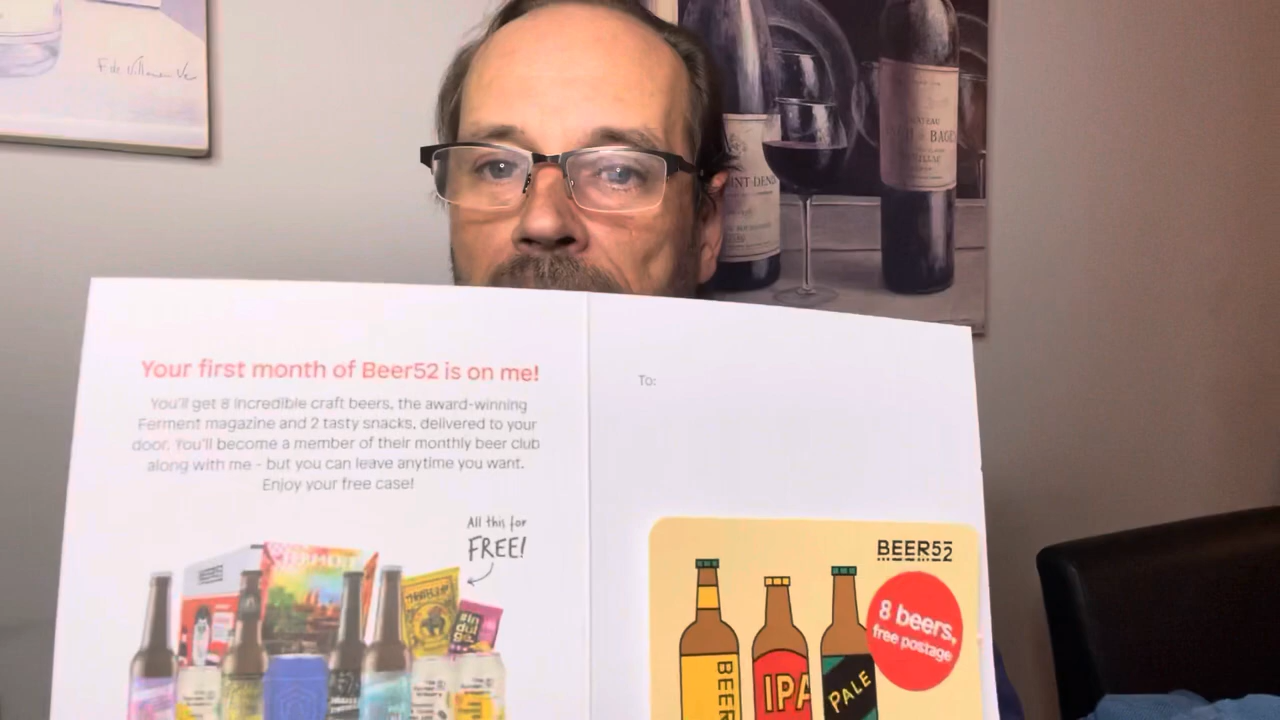 Your first month of Beer52 is on me!
You'll get 8 incredible craft beers, the award-winning
Ferment magazine and 2 tasty snacks, delivered to your
door. You'll become a member of their monthly beer club
along with me - but you can leave anytime you want.
Enjoy your free case!
All this for
FREE!
FERMENT
To:
BEER52
8 beers,
free postage
BEER
IPA
PALE